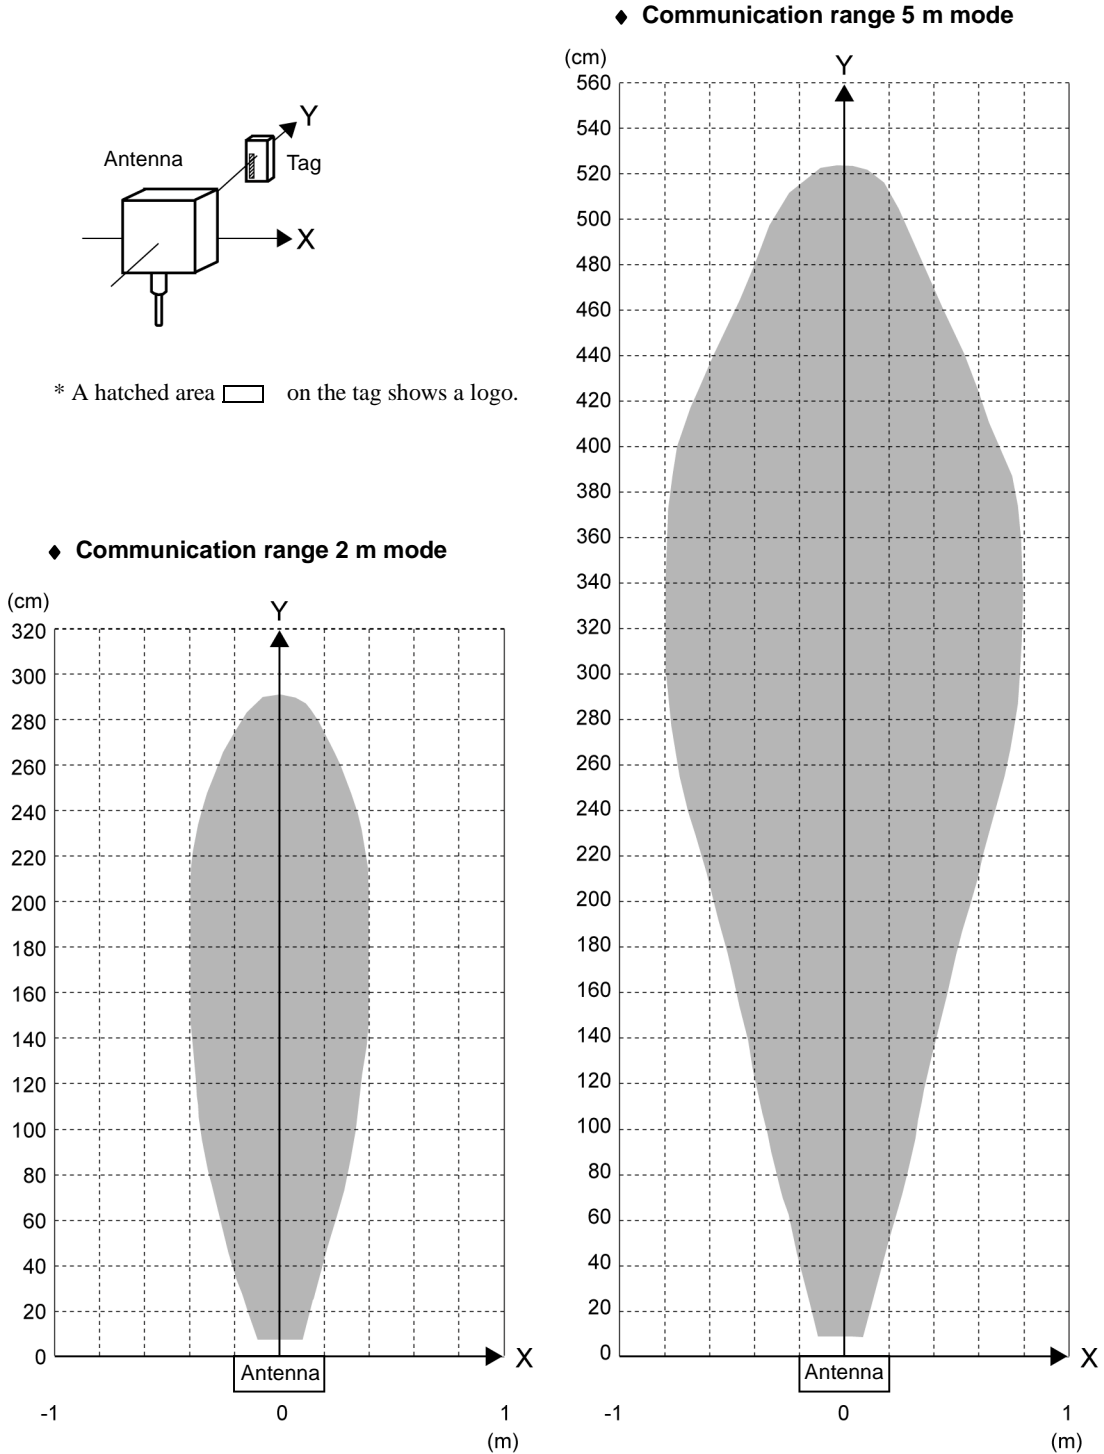 ♦ Communication range 5 m mode
Y
Antenna
Tag
X
* A hatched area on the tag shows a logo.
♦ Communication range 2 m mode
(cm)
Y
320
300
280
260
240
220
200
180
160
140
120
100
80
60
40
20
0
X
Antenna
-1 0 1
(m)
(cm)
Y
560
540
520
500
480
460
440
420
400
380
360
340
320
300
280
260
240
220
200
180
160
140
120
100
80
60
40
20
0
X
Antenna
-1 0 1
(m)